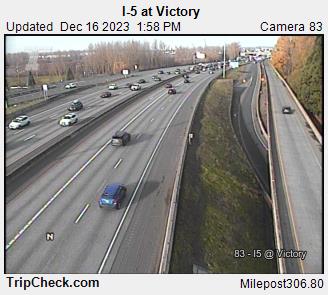 I-5 at Victory
Updated Dec 16 2023 1:58 PM Camera 83
N
83 - I5 @ Victory
TripCheck.com Milepost306.80